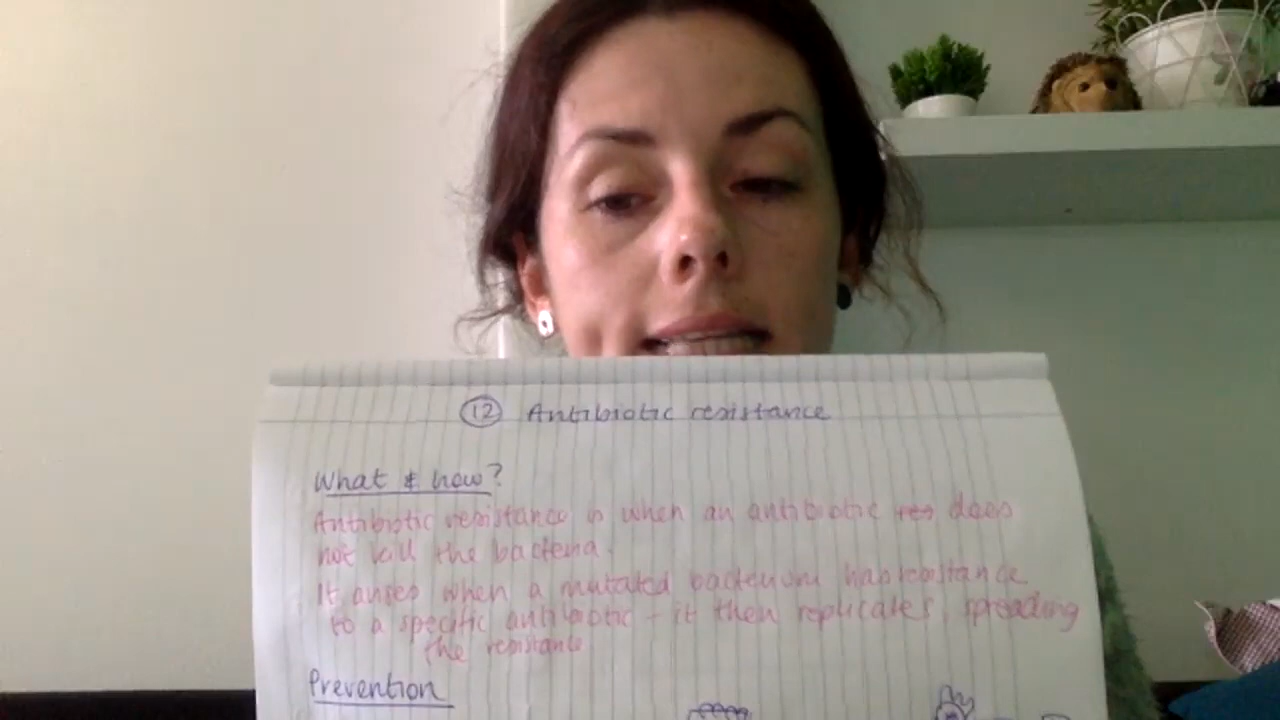 12 Antibiotic resistance
What & how?
Antibiotic resistance is when an antibiotic res does
not kill the bacteria.
It arises when a mutated bacterium has resistance
to a specific antibiotic - it then replicates, spreading
the resistance
Prevention